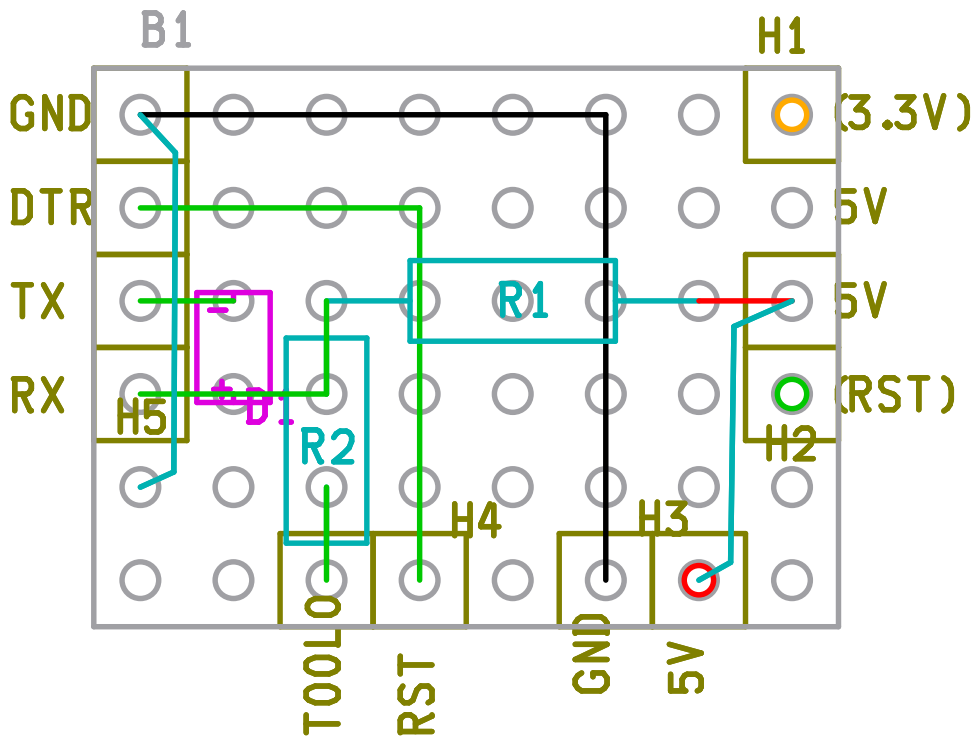 B1
H1
GND
(3.3V)
DTR
5V
TX
R1
5V
RX
+
D1
(RST)
H5
R2
H2
H4
H3
TOOL0
RST
GND
5V